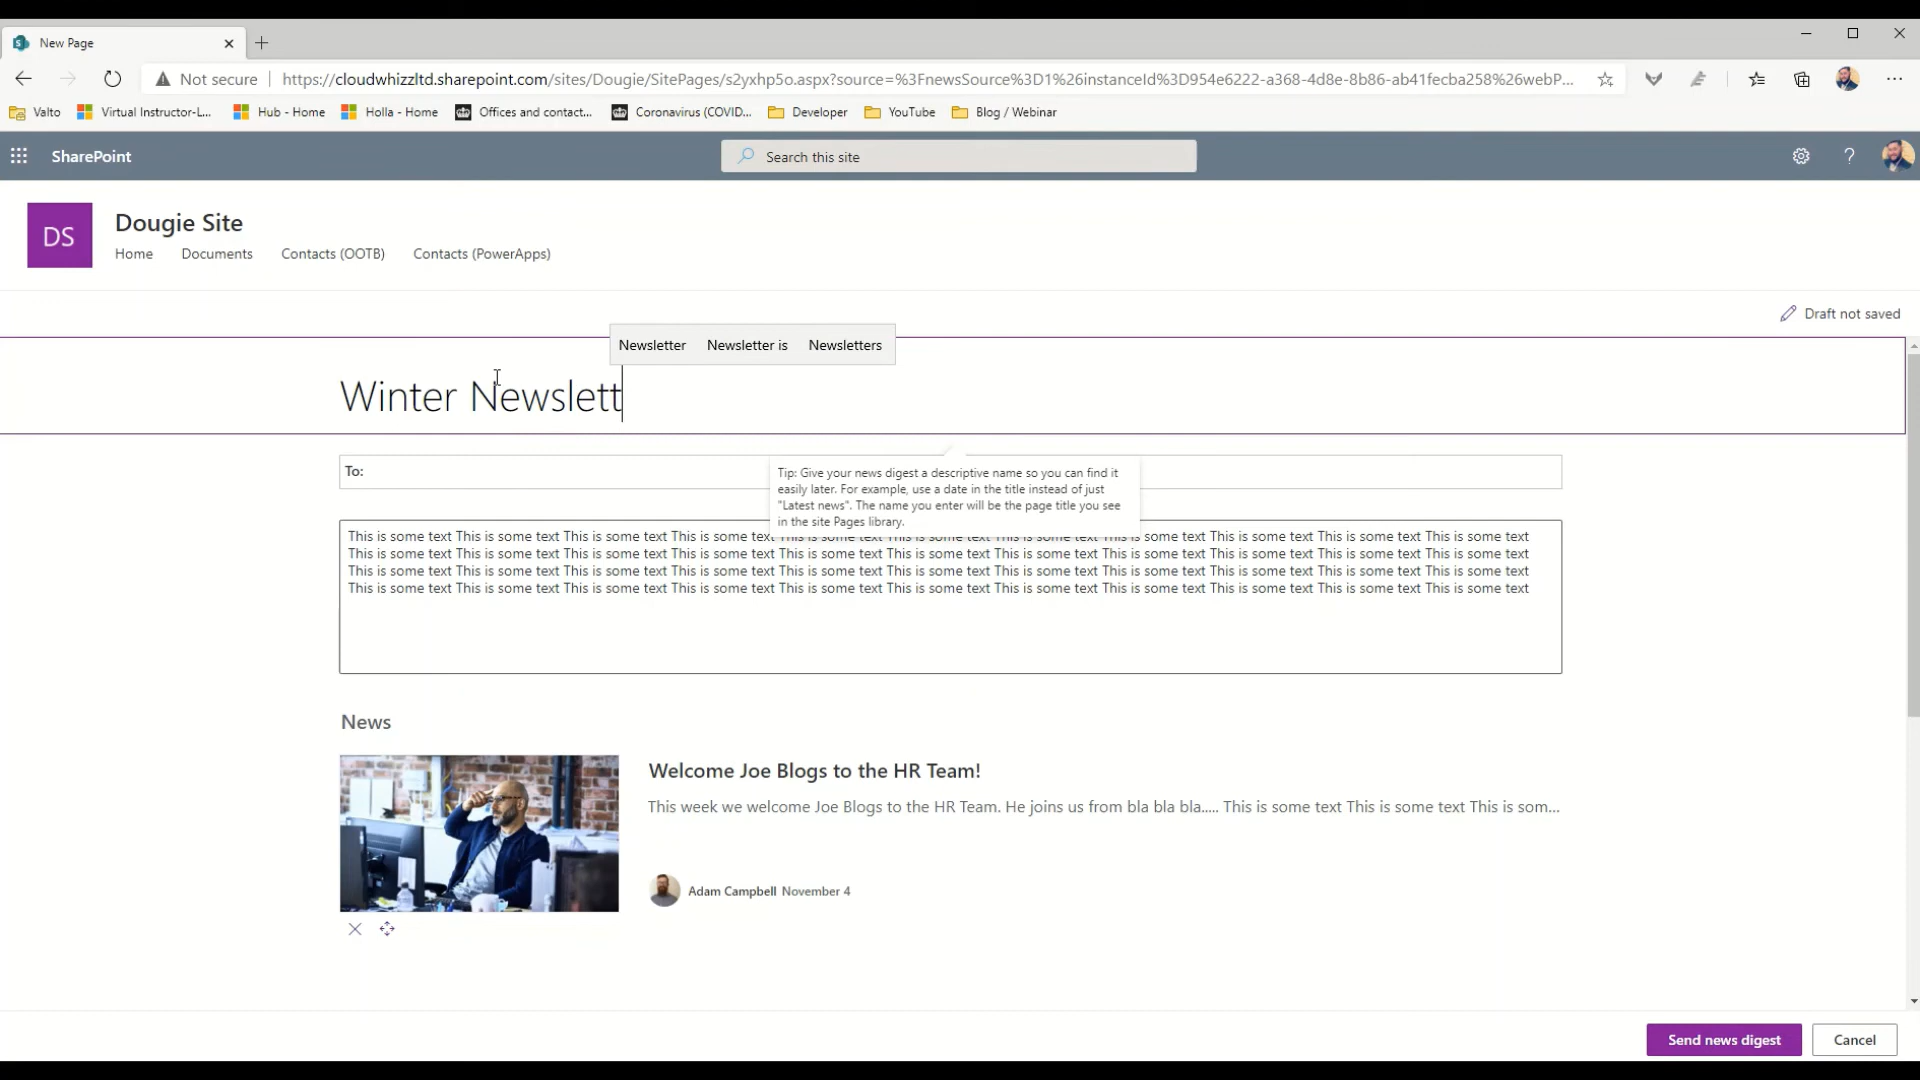 New Page
Not secure
https://cloudwhizzltd.sharepoint.com/sites/Dougie/SitePages/s2yxhp5o.aspx?source=%3FnewsSource%3D1%26instanceId%3D954e6222-a368-4d8e-8b86-ab41fecba258%26webP...
Valto Virtual Instructor-L... Hub - Home Holla - Home Offices and contact... Coronavirus (COVID... Developer YouTube Blog / Webinar
SharePoint
Search this site
DS
Dougie Site
Home Documents Contacts (OOTB) Contacts (PowerApps)
Draft not saved
Newsletter Newsletter is Newsletters
Winter Newslett
To:
Tip: Give your news digest a descriptive name so you can find it
easily later. For example, use a date in the title instead of just
"Latest news". The name you enter will be the page title you see
in the site Pages library.
This is some text This is some text This is some text This is some text This is some text This is some text This is some text This is some text This is some text This is some text This is some text
This is some text This is some text This is some text This is some text This is some text This is some text This is some text This is some text This is some text This is some text This is some text
This is some text This is some text This is some text This is some text This is some text This is some text This is some text This is some text This is some text This is some text This is some text
This is some text This is some text This is some text This is some text This is some text This is some text This is some text This is some text This is some text This is some text This is some text
News
Welcome Joe Blogs to the HR Team!
This week we welcome Joe Blogs to the HR Team. He joins us from bla bla bla..... This is some text This is some text This is som...
Adam Campbell November 4
Send news digest
Cancel